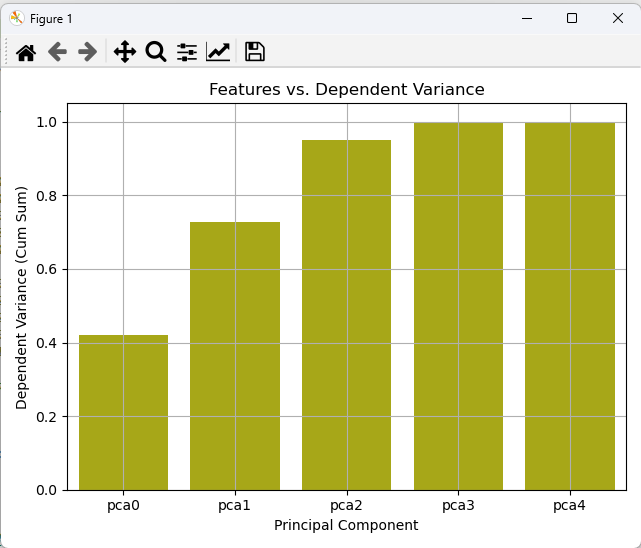 Figure 1
Features vs. Dependent Variance
1.0
0.8
0.6
0.4
0.2
0.0
Dependent Variance (Cum Sum)
pca0 pca1 pca2 pca3 pca4
Principal Component